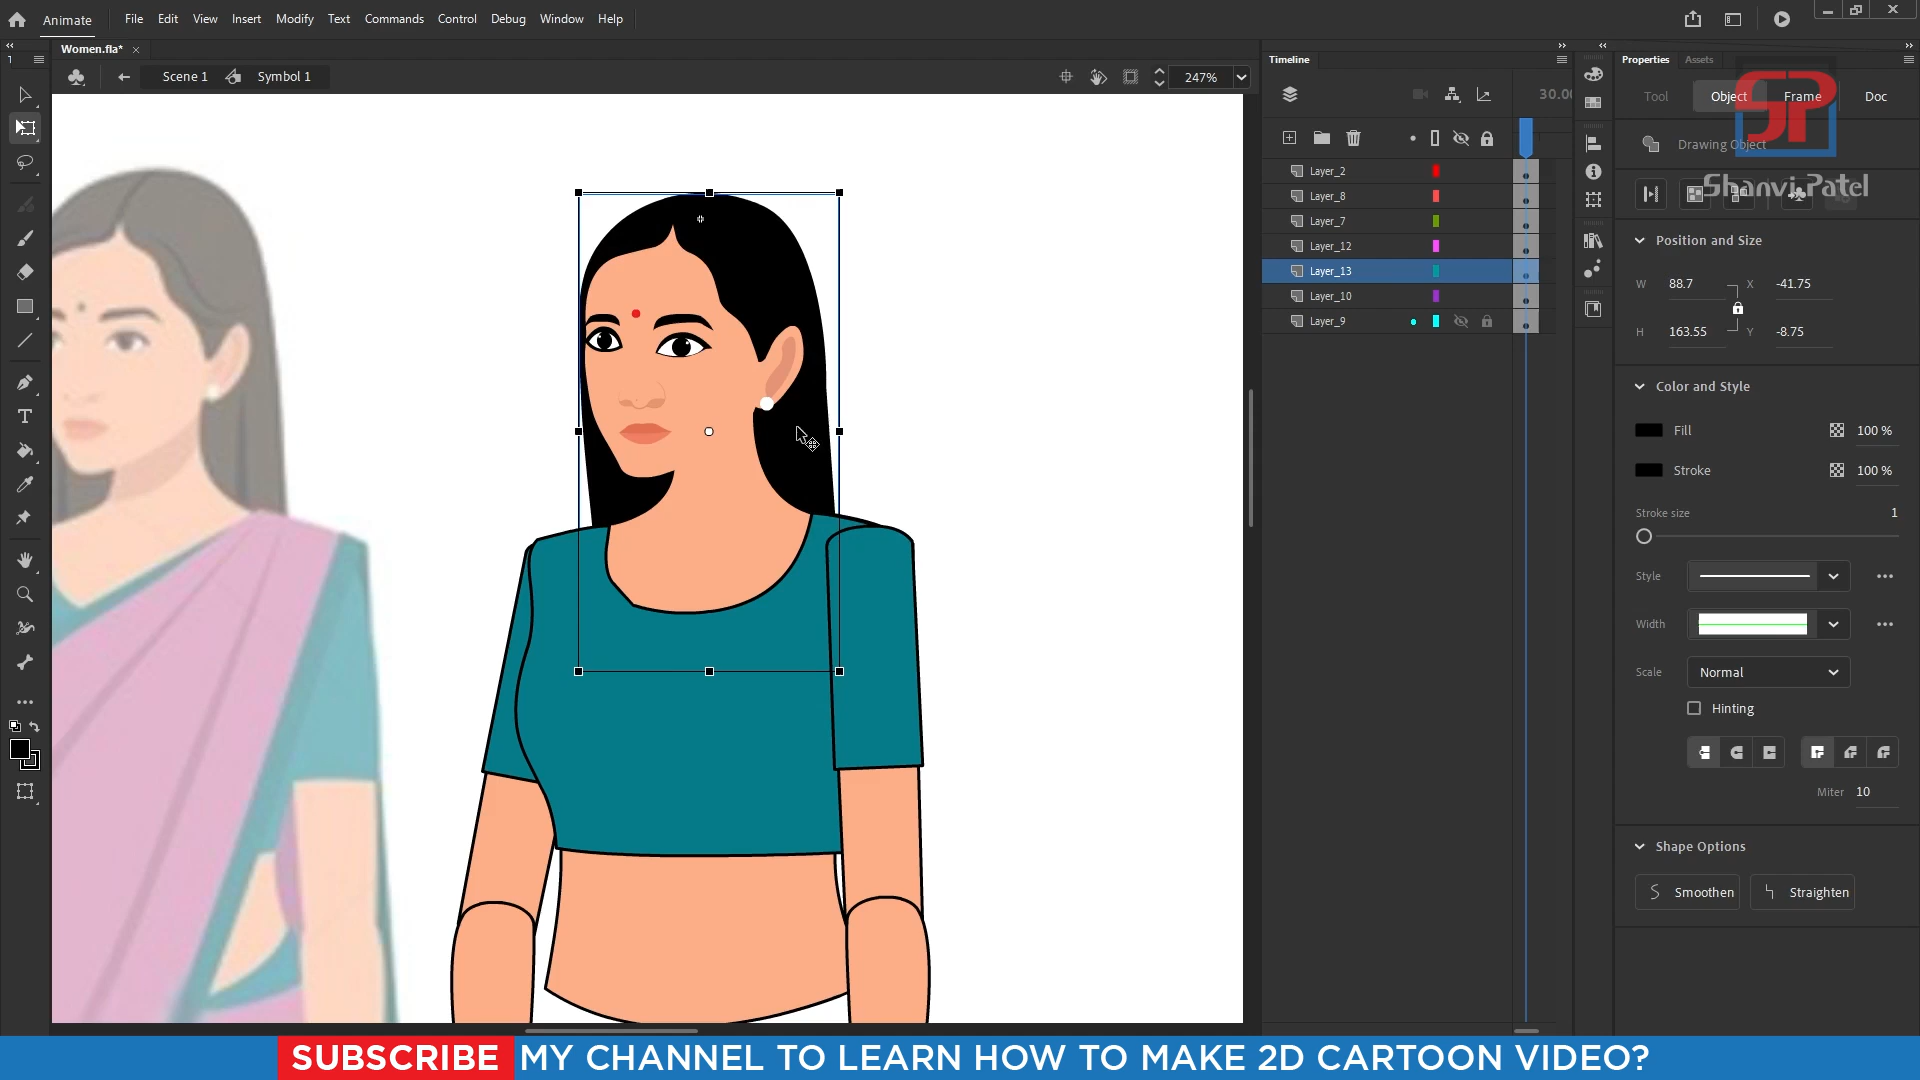 Animate
File Edit View Insert Modify Text Commands Control Debug Window Help
Women.fla*
Scene 1
Symbol 1
247%
Timeline
30.00
Layer_2
Layer_8
Layer_7
Layer_12
Layer_13
Layer_10
Layer_9
Properties Assets
Tool Object Frame Doc
Drawing Object
SP
Shanvi Patel
Position and Size
W 88.7 X -41.75
H 163.55 Y -8.75
Color and Style
Fill 100 %
Stroke 100 %
Stroke size 1
Style
Width
Scale Normal
Hinting
Miter 10
Shape Options
Smoothen Straighten
SUBSCRIBE MY CHANNEL TO LEARN HOW TO MAKE 2D CARTOON VIDEO?